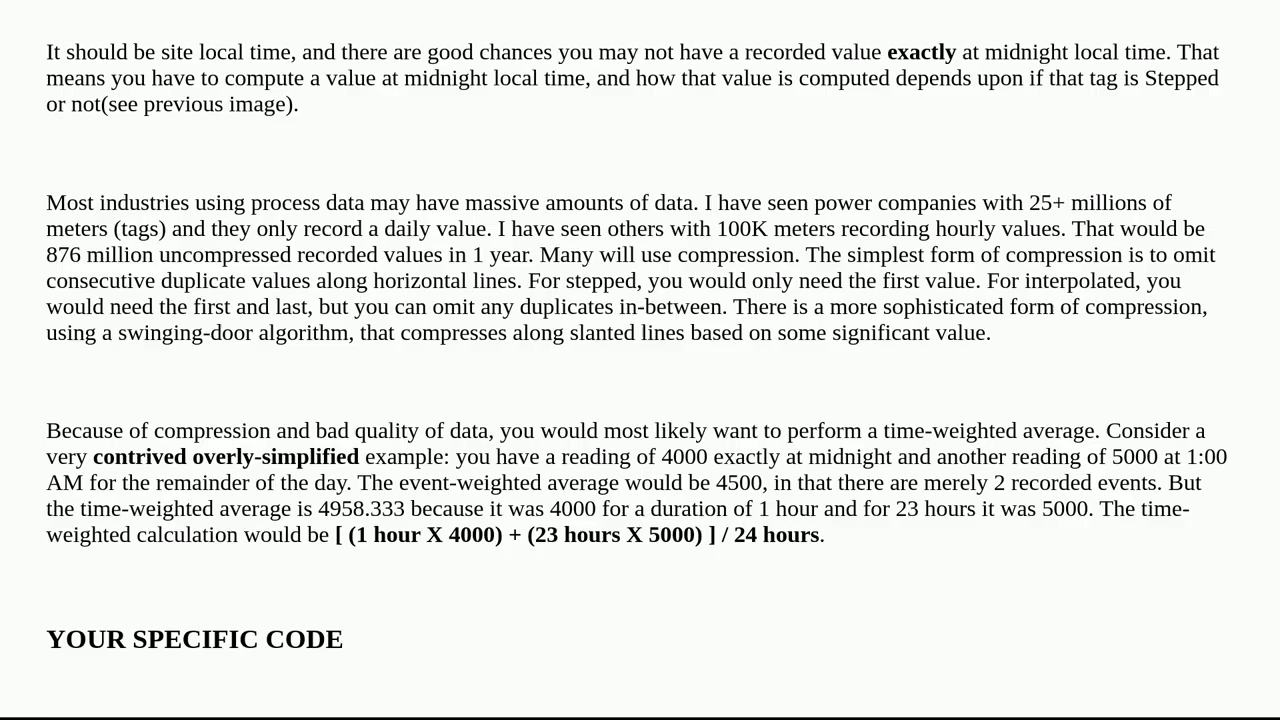 It should be site local time, and there are good chances you may not have a recorded value exactly at midnight local time. That
means you have to compute a value at midnight local time, and how that value is computed depends upon if that tag is Stepped
or not(see previous image).
Most industries using process data may have massive amounts of data. I have seen power companies with 25+ millions of
meters (tags) and they only record a daily value. I have seen others with 100K meters recording hourly values. That would be
876 million uncompressed recorded values in 1 year. Many will use compression. The simplest form of compression is to omit
consecutive duplicate values along horizontal lines. For stepped, you would only need the first value. For interpolated, you
would need the first and last, but you can omit any duplicates in-between. There is a more sophisticated form of compression,
using a swinging-door algorithm, that compresses along slanted lines based on some significant value.
Because of compression and bad quality of data, you would most likely want to perform a time-weighted average. Consider a
very contrived overly-simplified example: you have a reading of 4000 exactly at midnight and another reading of 5000 at 1:00
AM for the remainder of the day. The event-weighted average would be 4500, in that there are merely 2 recorded events. But
the time-weighted average is 4958.333 because it was 4000 for a duration of 1 hour and for 23 hours it was 5000. The time-
weighted calculation would be [ (1 hour X 4000) + (23 hours X 5000) ] / 24 hours.
YOUR SPECIFIC CODE